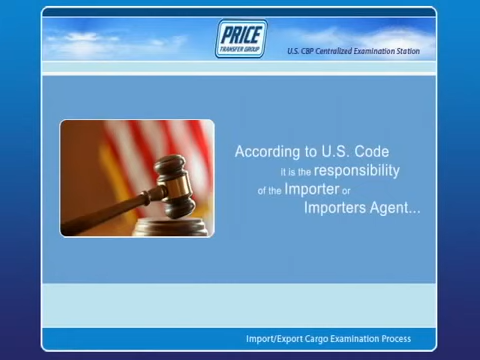 PRICE
TRANSFER GROUP
U.S. CBP Centralized Examination Station
According to U.S. Code
it is the responsibility
of the Importer or
Importers Agent...
Import/Export Cargo Examination Process